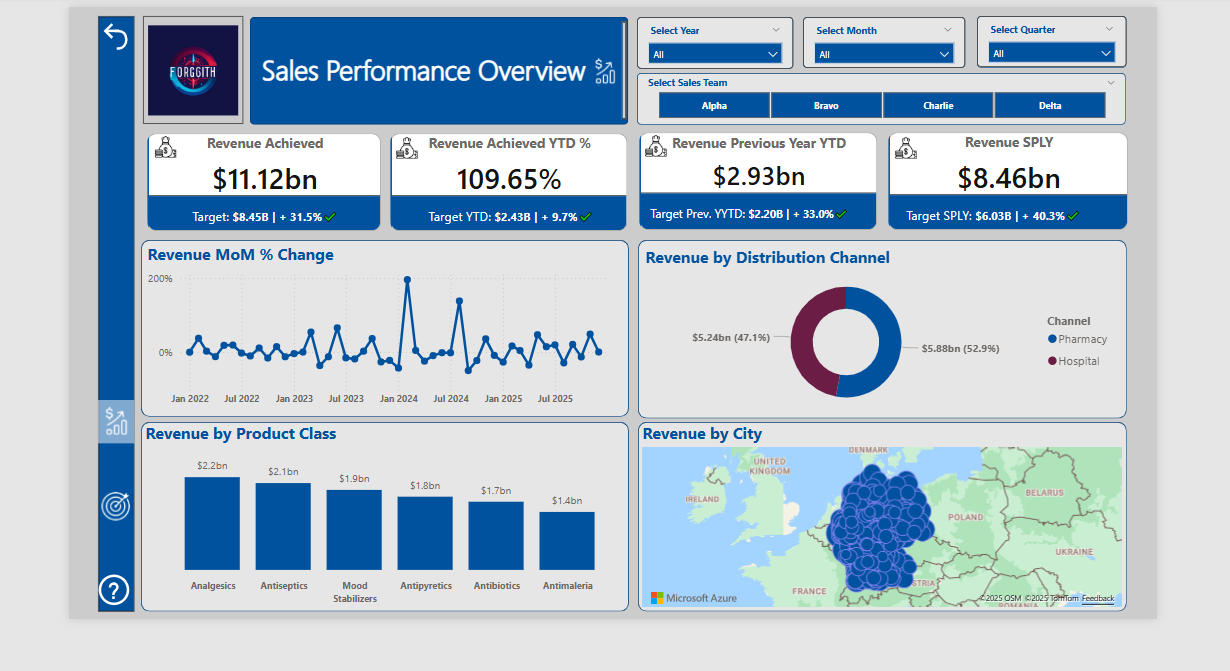 FORGGITH
Sales Performance Overview
Select Year
All
Select Month
All
Select Quarter
All
Select Sales Team
Alpha
Bravo
Charlie
Delta
Revenue Achieved
$11.12bn
Target: $8.45B | + 31.5%
Revenue Achieved YTD %
109.65%
Target YTD: $2.43B | + 9.7%
Revenue Previous Year YTD
$2.93bn
Target Prev. YYTD: $2.20B | + 33.0%
Revenue SPLY
$8.46bn
Target SPLY: $6.03B | + 40.3%
Revenue MoM % Change
200%
0%
Jan 2022 Jul 2022 Jan 2023 Jul 2023 Jan 2024 Jul 2024 Jan 2025 Jul 2025
Revenue by Distribution Channel
$5.24bn (47.1%)
$5.88bn (52.9%)
Channel
Pharmacy
Hospital
Revenue by Product Class
$2.2bn
$2.1bn
$1.9bn
$1.8bn
$1.7bn
$1.4bn
Analgesics
Antiseptics
Mood
Stabilizers
Antipyretics
Antibiotics
Antimaleria
Revenue by City
DENMARK
UNITED
KINGDOM
IRELAND
BELARUS
POLAND
UKRAINE
FRANCE
STRIA
ROMANIA
Microsoft Azure
©2025 OSM ©2025 TomTom Feedback
?